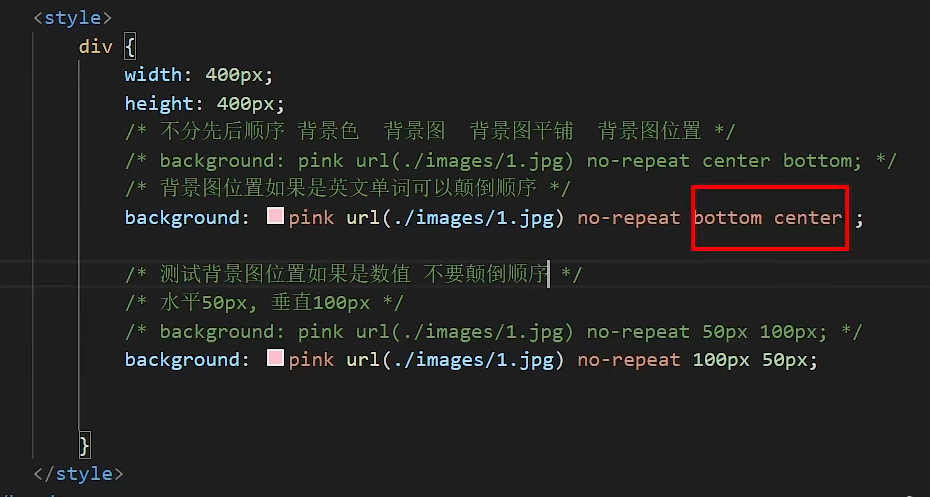 <style>
div {
width: 400px;
height: 400px;
/* 不分先后顺序 背景色  背景图  背景图平铺  背景图位置 */
/* background: pink url(./images/1.jpg) no-repeat center bottom; */
/* 背景图位置如果是英文单词可以颠倒顺序 */
background: pink url(./images/1.jpg) no-repeat bottom center ;
/* 测试背景图位置如果是数值 不要颠倒顺序 */
/* 水平50px, 垂直100px */
/* background: pink url(./images/1.jpg) no-repeat 50px 100px; */
background: pink url(./images/1.jpg) no-repeat 100px 50px;
}
</style>